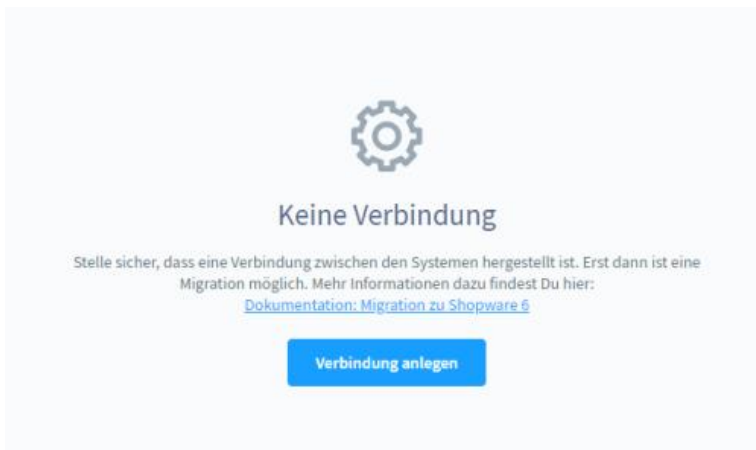 Keine Verbindung
Stelle sicher, dass eine Verbindung zwischen den Systemen hergestellt ist. Erst dann ist eine
Migration möglich. Mehr Informationen dazu findest Du hier:
Dokumentation: Migration zu Shopware 6
Verbindung anlegen